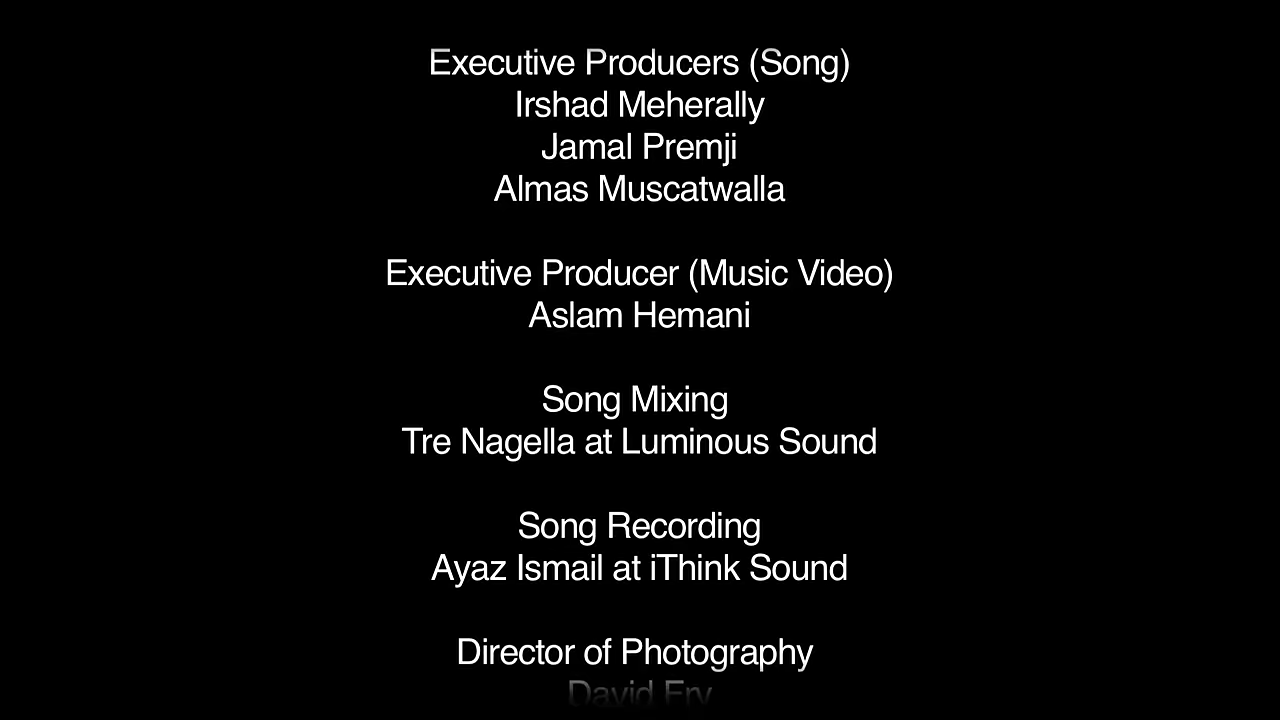 Executive Producers (Song)
Irshad Meherally
Jamal Premji
Almas Muscatwalla
Executive Producer (Music Video)
Aslam Hemani
Song Mixing
Tre Nagella at Luminous Sound
Song Recording
Ayaz Ismail at iThink Sound
Director of Photography
David